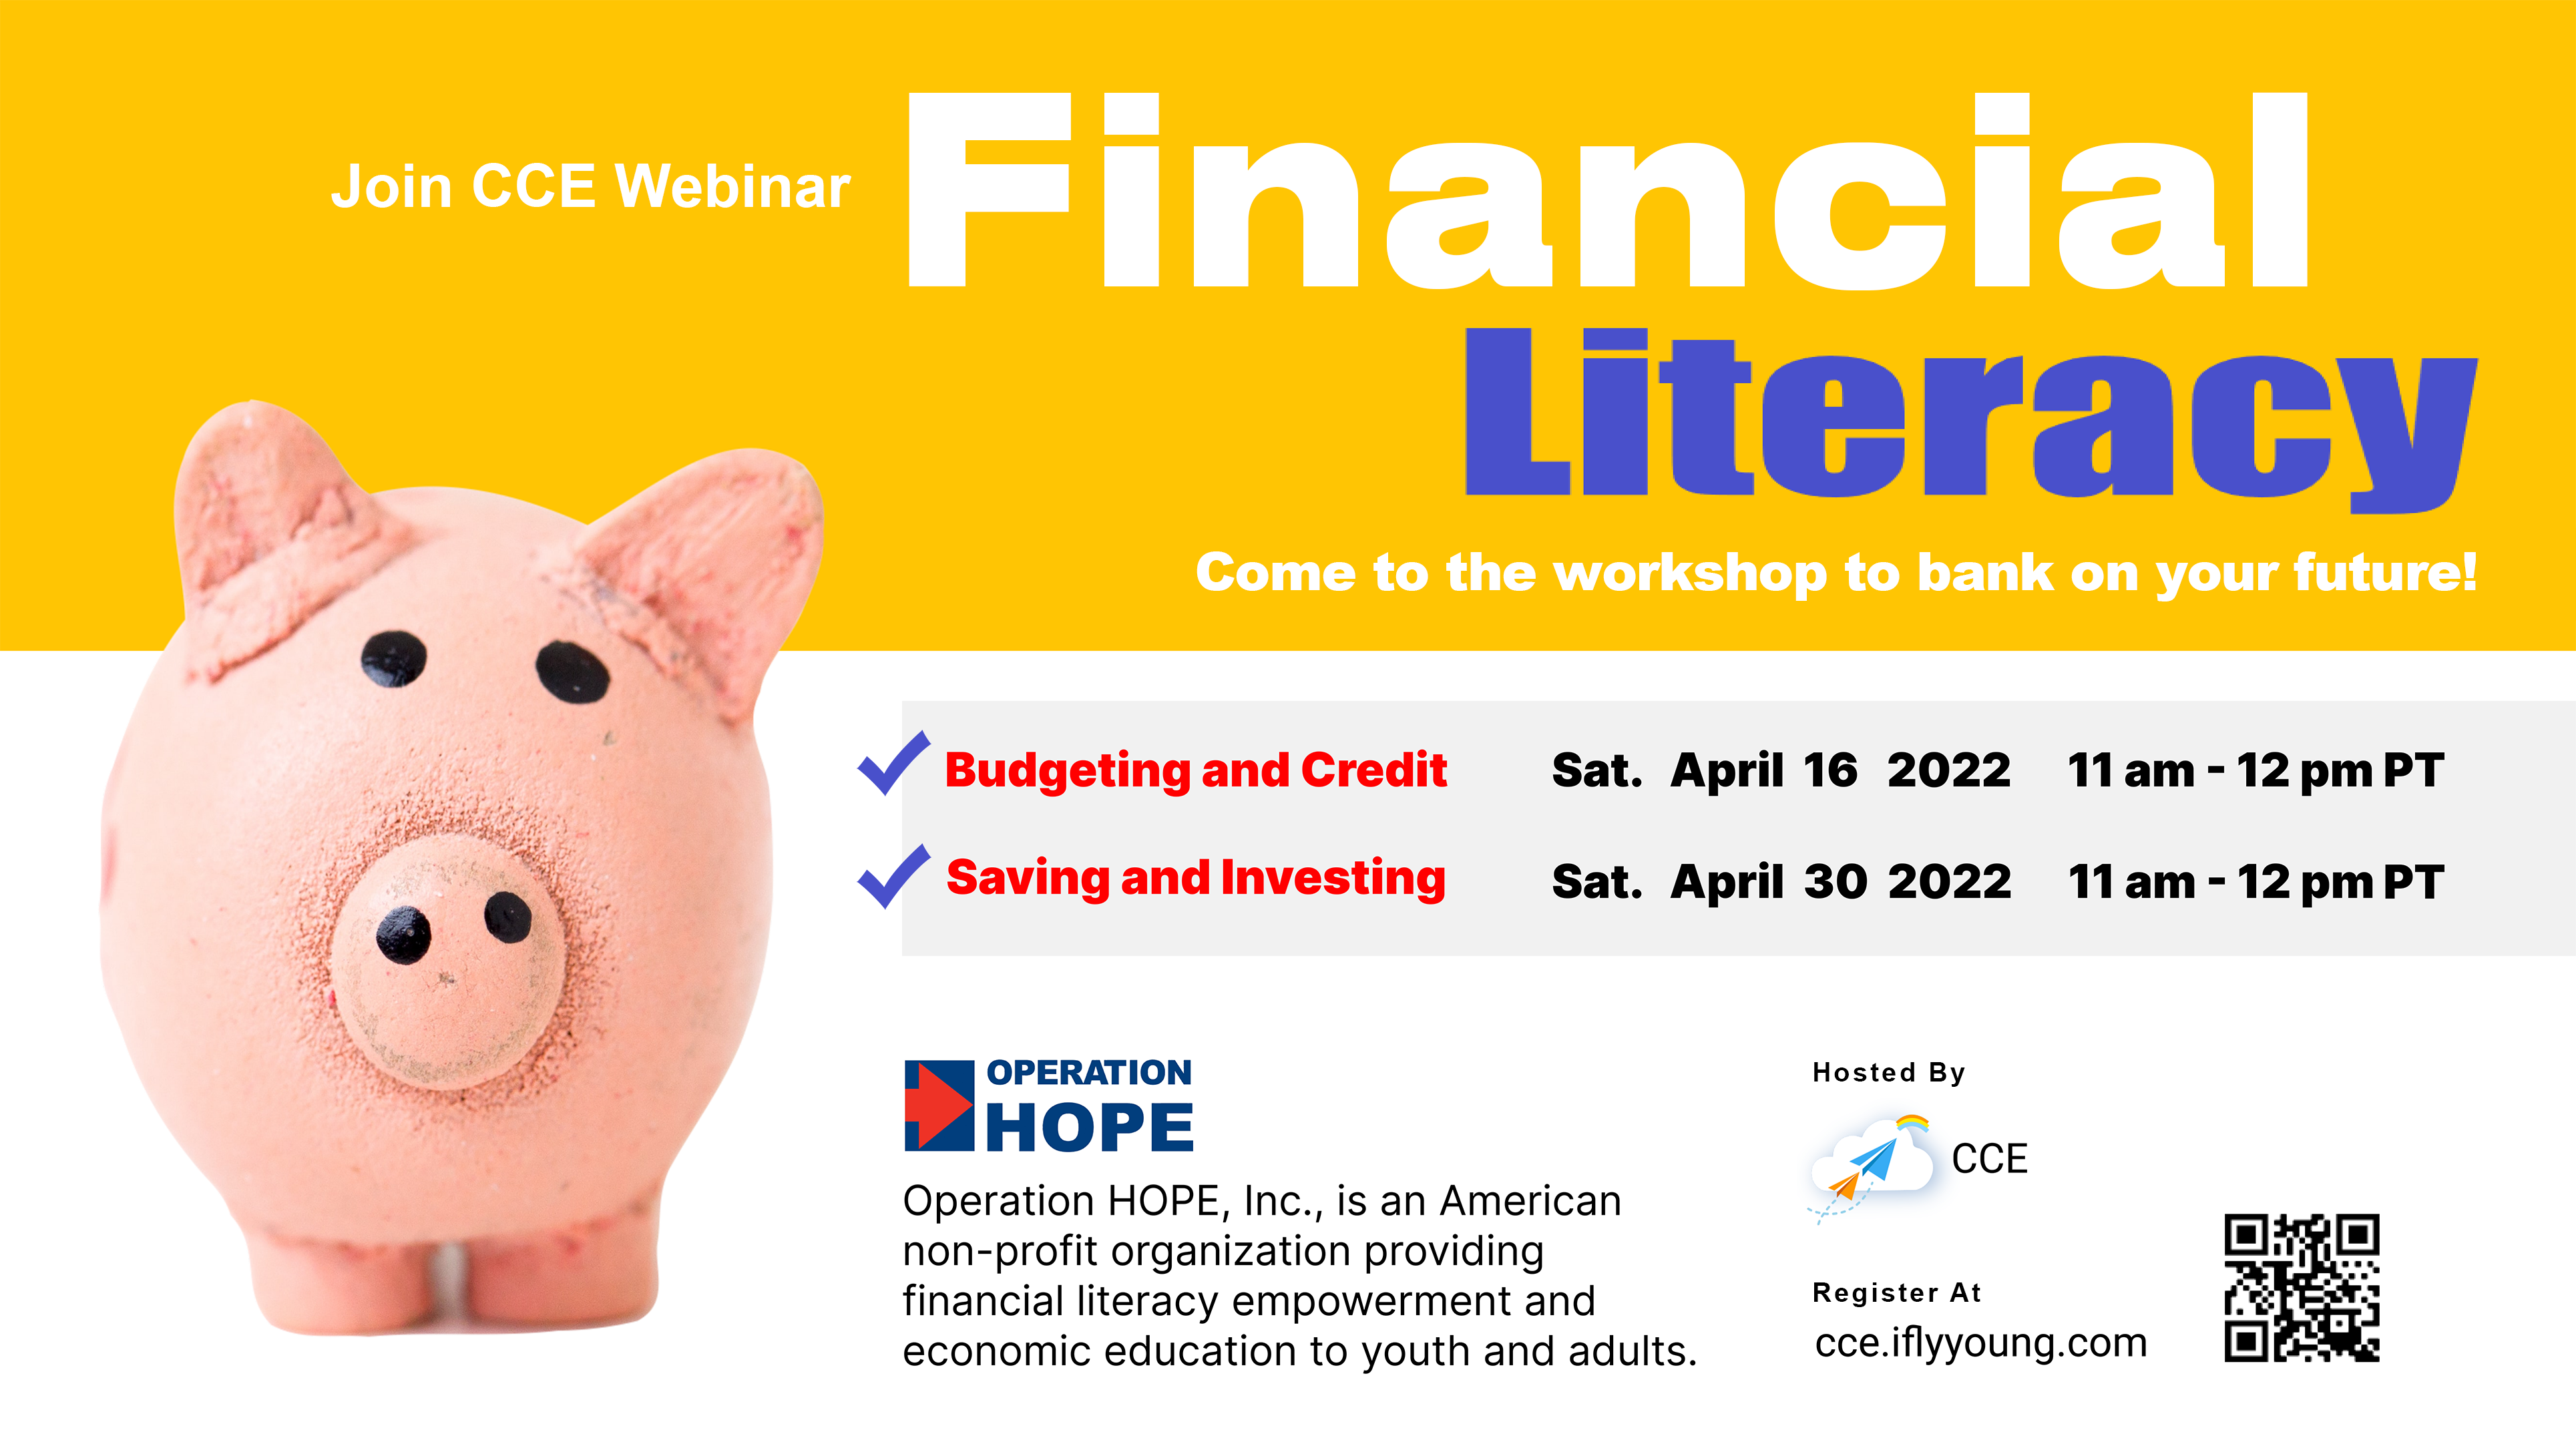 Join CCE Webinar
Financial
Literacy
Come to the workshop to bank on your future!
Budgeting and Credit Sat. April 16 2022 11 am - 12 pm PT
Saving and Investing Sat. April 30 2022 11 am - 12 pm PT
OPERATION
HOPE
Operation HOPE, Inc., is an American
non-profit organization providing
financial literacy empowerment and
economic education to youth and adults.
Hosted By
CCE
Register At
cce.iflyyoung.com